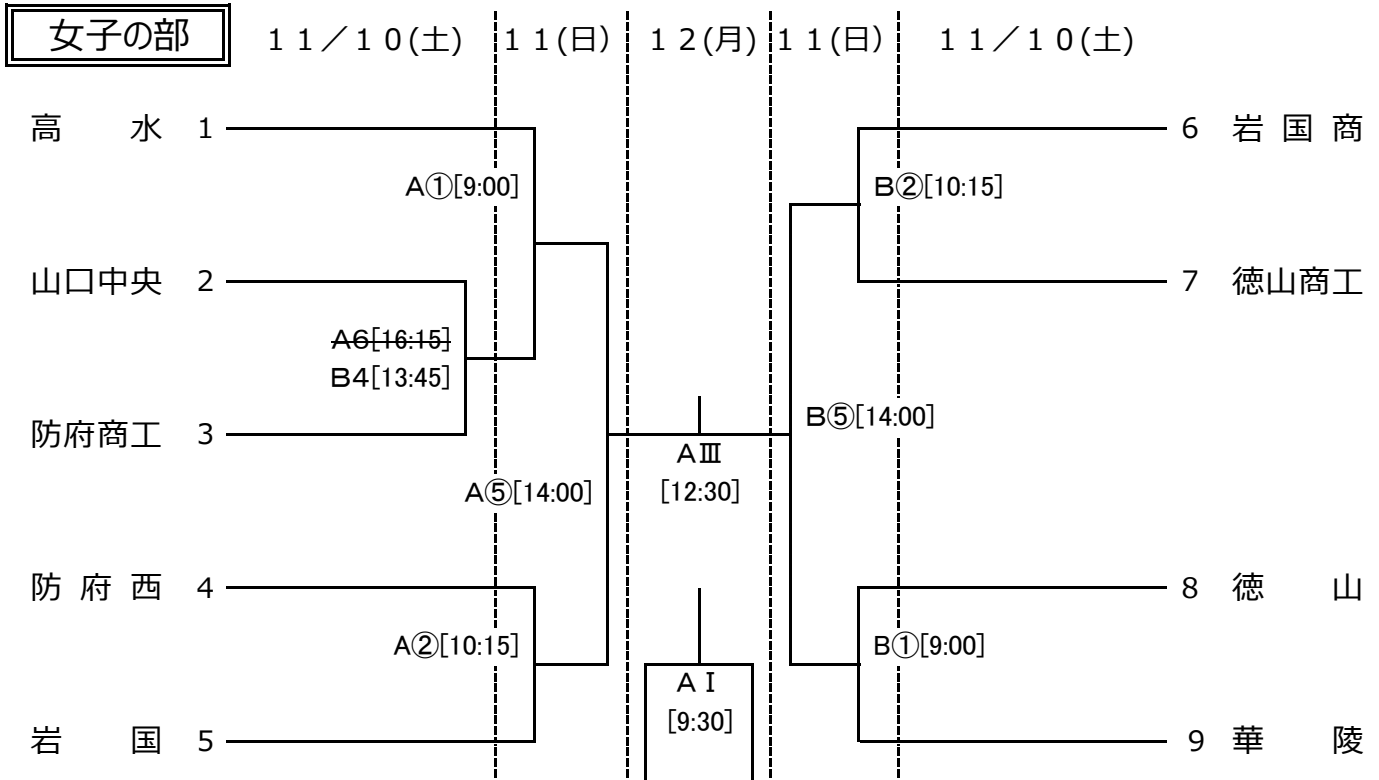 女子の部 11／10(土) 11(日) 12(月) 11(日) 11／10(土)
高　水 1
6 岩国商
A①[9:00]
B②[10:15]
山口中央 2
7 徳山商工
A6[16:15]
B4[13:45]
B⑤[14:00]
防府商工 3
AⅢ
[12:30]
A⑤[14:00]
防府西 4
8 徳　山
A②[10:15]
B①[9:00]
AⅠ
[9:30]
岩　国 5
9 華　陵